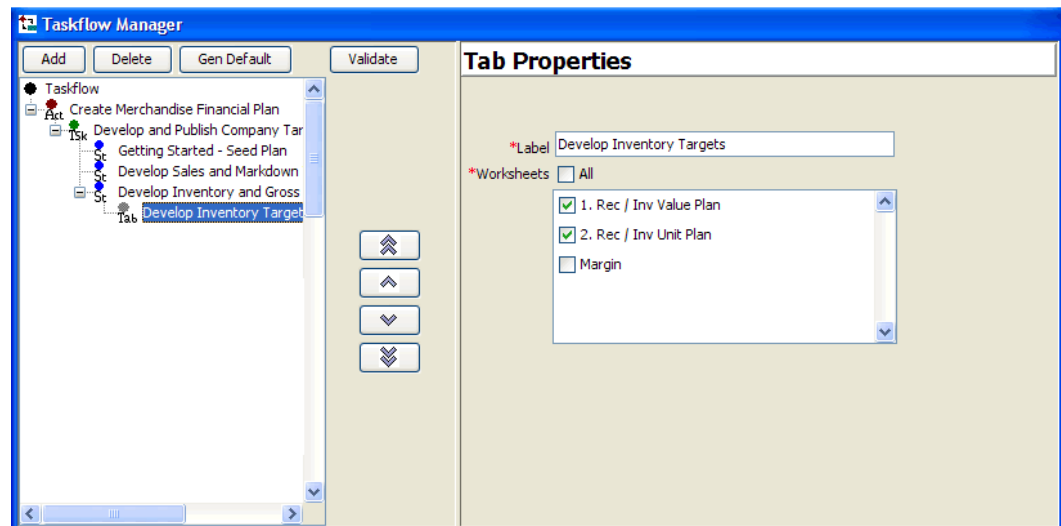 Taskflow Manager
Add Delete Gen Default Validate
Taskflow
Act Create Merchandise Financial Plan
Tsk Develop and Publish Company Tar
St Getting Started - Seed Plan
St Develop Sales and Markdown
St Develop Inventory and Gross
Tab Develop Inventory Target
Tab Properties
*Label Develop Inventory Targets
*Worksheets All
1. Rec / Inv Value Plan
2. Rec / Inv Unit Plan
Margin